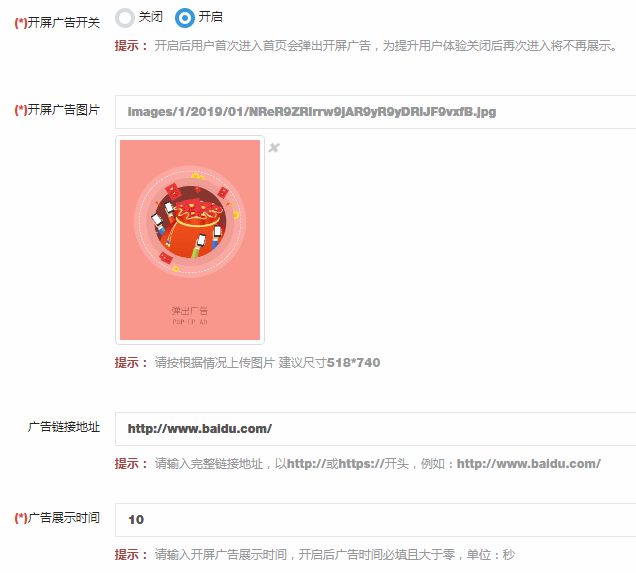 (*)开屏广告开关 关闭 开启
提示： 开启后用户首次进入首页会弹出开屏广告，为提升用户体验关闭后再次进入将不再展示。
(*)开屏广告图片 images/1/2019/01/NReR9ZRIrrw9jAR9yR9yDRIJF9vxfB.jpg
弹出广告
POP-UP AD
提示： 请按根据情况上传图片 建议尺寸518*740
广告链接地址 http://www.baidu.com/
提示： 请输入完整链接地址，以http://或https://开头，例如：http://www.baidu.com/
(*)广告展示时间 10
提示： 请输入开屏广告展示时间，开启后广告时间必填且大于零，单位：秒